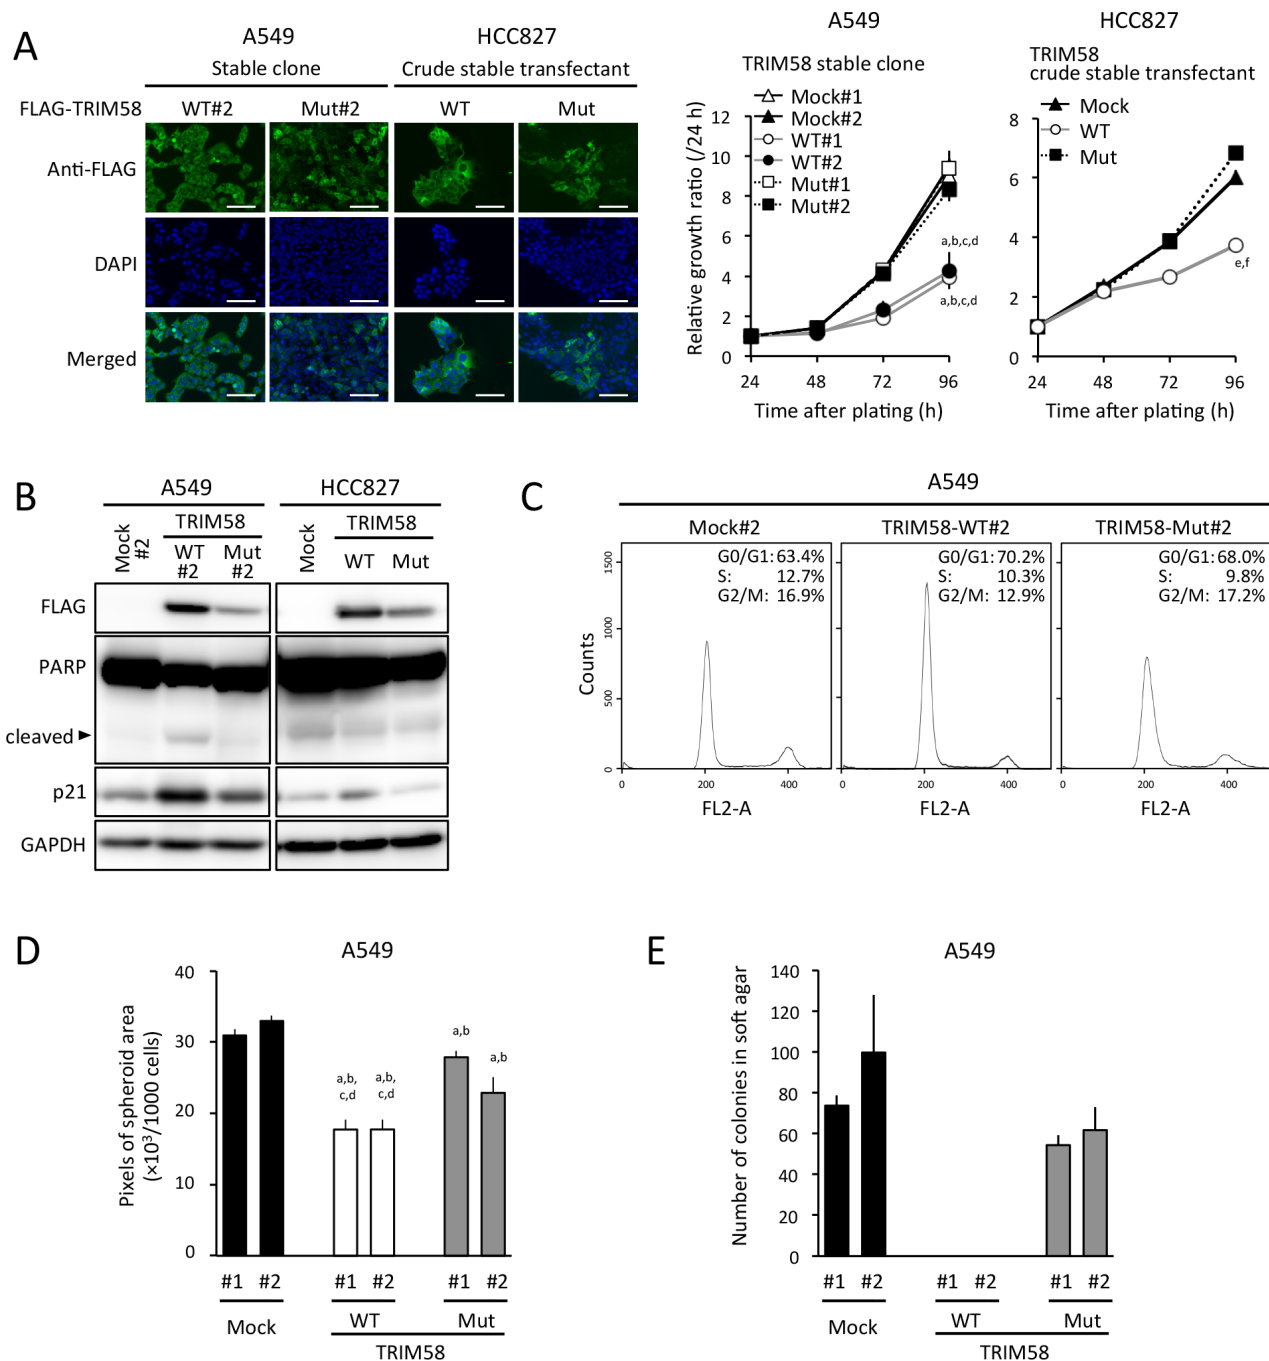 A
A549
HCC827
Stable clone
Crude stable transfectant
FLAG-TRIM58
WT#2
Mut#2
WT
Mut
Anti-FLAG
DAPI
Merged
A549
TRIM58 stable clone
Mock#1
Mock#2
WT#1
WT#2
Mut#1
Mut#2
Relative growth ratio (/24 h)
12
10
8
6
4
2
0
a,b,c,d
a,b,c,d
24 48 72 96
Time after plating (h)
HCC827
TRIM58
crude stable transfectant
Mock
WT
Mut
8
6
4
2
0
e,f
24 48 72 96
Time after plating (h)
B
A549
HCC827
Mock #2
TRIM58
WT #2
Mut #2
Mock
TRIM58
WT
Mut
FLAG
PARP
cleaved
p21
GAPDH
C
A549
Mock#2
TRIM58-WT#2
TRIM58-Mut#2
G0/G1: 63.4%
S: 12.7%
G2/M: 16.9%
G0/G1: 70.2%
S: 10.3%
G2/M: 12.9%
G0/G1: 68.0%
S: 9.8%
G2/M: 17.2%
Counts
1500
1000
500
0
0 200 400
0 200 400
0 200 400
FL2-A
FL2-A
FL2-A
D
A549
Pixels of spheroid area
(×10³/1000 cells)
40
30
20
10
0
a,b,
c,d
a,b,
c,d
a,b
a,b
#1 #2
#1 #2
#1 #2
Mock
WT
Mut
TRIM58
E
A549
Number of colonies in soft agar
140
120
100
80
60
40
20
0
#1 #2
#1 #2
#1 #2
Mock
WT
Mut
TRIM58